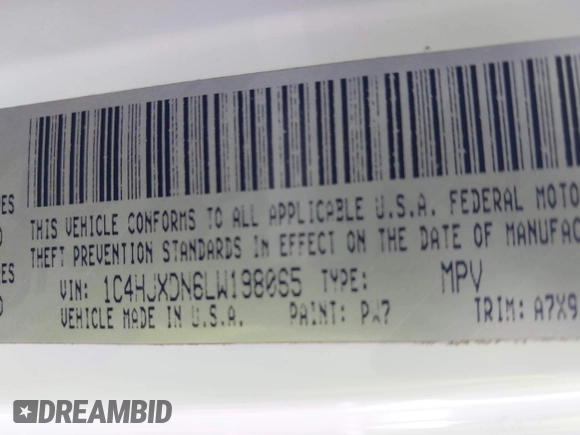 THIS VEHICLE CONFORMS TO ALL APPLICABLE U.S.A. FEDERAL MOTO
THEFT PREVENTION STANDARDS IN EFFECT ON THE DATE OF MANUFAC
VIN: 1C4HJXDN6LW198065 TYPE: MPV
VEHICLE MADE IN U.S.A. PAINT: PW7 TRIM: A7X9
DREAMBID